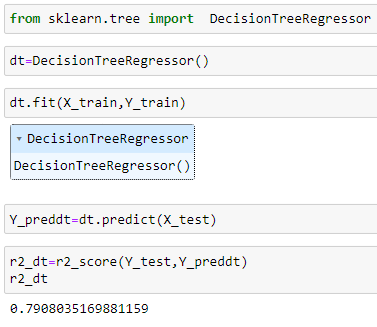 from sklearn.tree import  DecisionTreeRegressor
dt=DecisionTreeRegressor()
dt.fit(X_train,Y_train)
▾ DecisionTreeRegressor
DecisionTreeRegressor()
Y_preddt=dt.predict(X_test)
r2_dt=r2_score(Y_test,Y_preddt)
r2_dt
0.7908035169881159